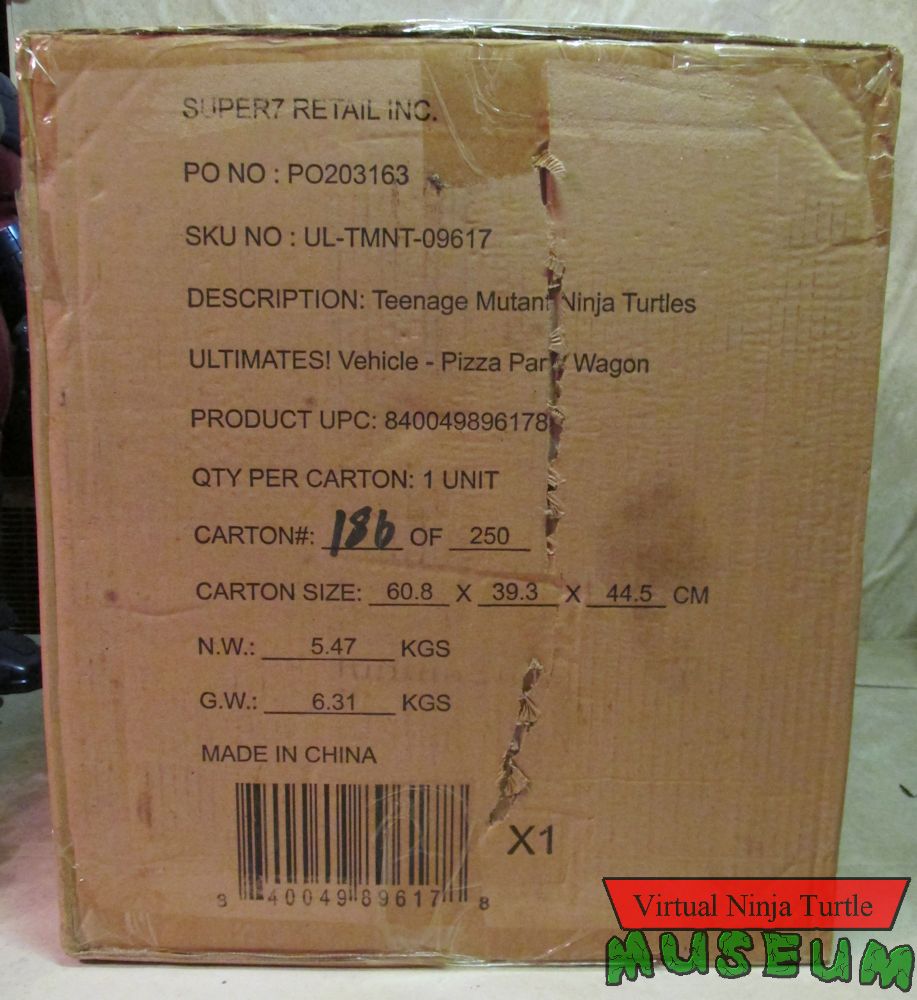 SUPER7 RETAIL INC.
PO NO : PO203163
SKU NO : UL-TMNT-09617
DESCRIPTION: Teenage Mutant Ninja Turtles
ULTIMATES! Vehicle - Pizza Party Wagon
PRODUCT UPC: 840049896178
QTY PER CARTON: 1 UNIT
CARTON#: 186 OF 250
CARTON SIZE: 60.8 X 39.3 X 44.5 CM
N.W.: 5.47 KGS
G.W.: 6.31 KGS
MADE IN CHINA
X1
8 40049 89617 8
Virtual Ninja Turtle
MUSEUM